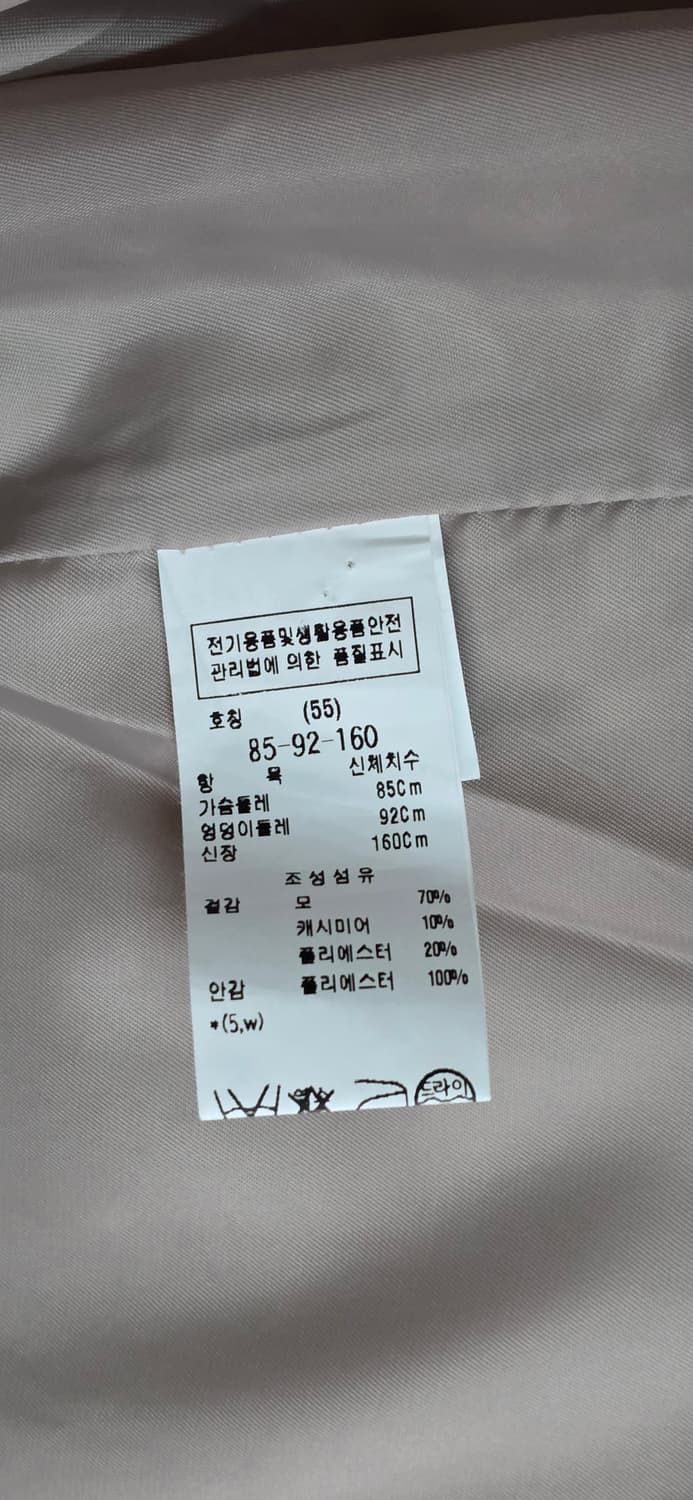 전기용품및생활용품안전
관리법에 의한 품질표시
호칭 (55)
85-92-160
항 목 신체치수
가슴둘레 85Cm
엉덩이둘레 92Cm
신장 160Cm
조성섬유
겉감 모 70%
캐시미어 10%
폴리에스터 20%
안감 폴리에스터 100%
*(5,w)
드라이